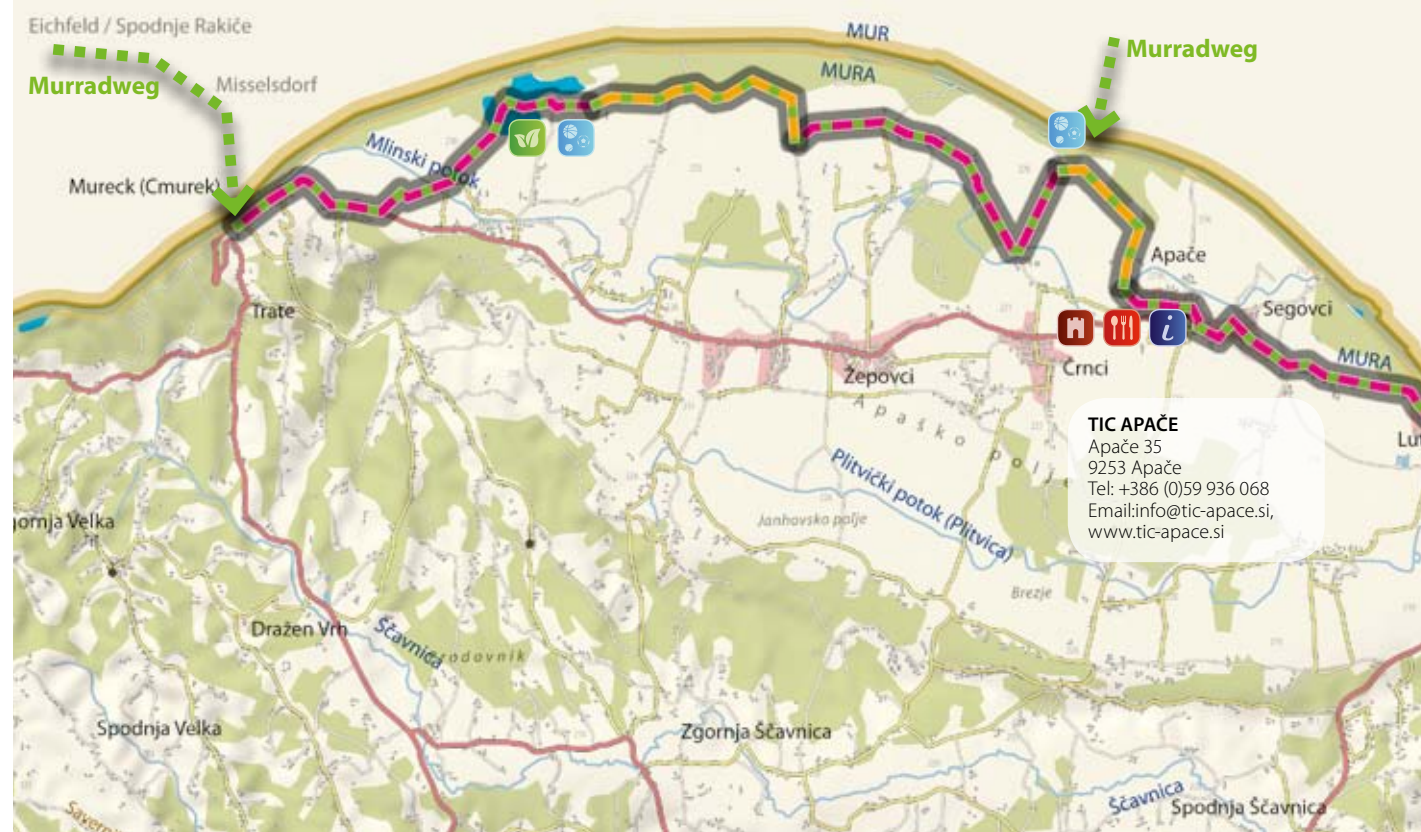 Eichfeld / Spodnje Rakiče
MUR
Murradweg
Murradweg
Misselsdorf
MURA
Mlinski potok
Mureck (Cmurek)
Apače
Trate
Segovci
MURA
Žepovci
Črnci
Apaško polje
TIC APAČE
Apače 35
9253 Apače
Tel: +386 (0)59 936 068
Email:info@tic-apace.si,
www.tic-apace.si
Plitvički potok (Plitvica)
Janhovsko polje
Brezje
Dražen Vrh
Ščavnica
Spodnja Velka
Zgornja Ščavnica
Ščavnica
Spodnja Ščavnica
i